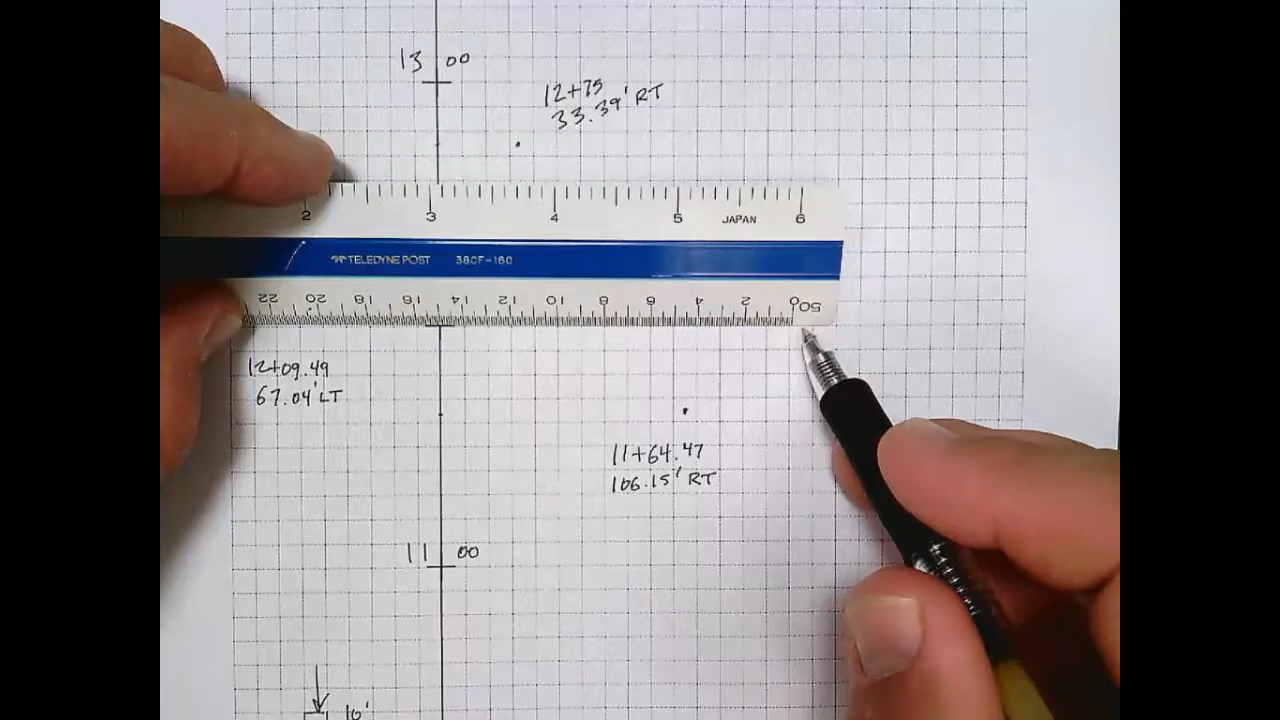 13 00
12+75
33.39' RT
2 3 4 5 JAPAN 6
TELEDYNE POST 380F-160
22 20 18 16 14 12 10 8 6 4 2 0 50
12+09.49
67.04' LT
11+64.47
106.15' RT
11 00
10'